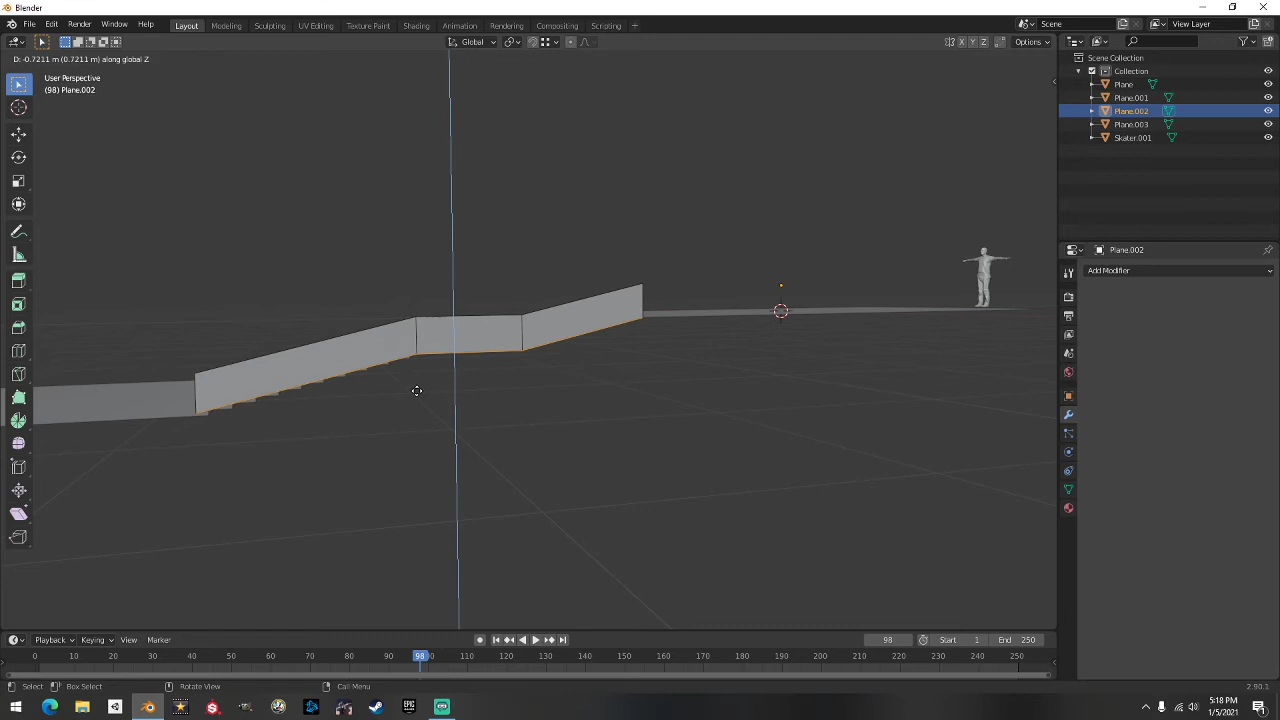 Blender
File Edit Render Window Help Layout Modeling Sculpting UV Editing Texture Paint Shading Animation Rendering Compositing Scripting + Scene View Layer
Global X Y Z Options
D: -0.7211 m (0.7211 m) along global Z
User Perspective
(98) Plane.002
Scene Collection
Collection
Plane
Plane.001
Plane.002
Plane.003
Skater.001
Plane.002
Add Modifier
Playback Keying View Marker 98 Start 1 End 250
0 10 20 30 40 50 60 70 80 90 98 110 120 130 140 150 160 170 180 190 200 210 220 230 240 250
Select Box Select Rotate View Call Menu 2.90.1
5:18 PM
1/5/2021